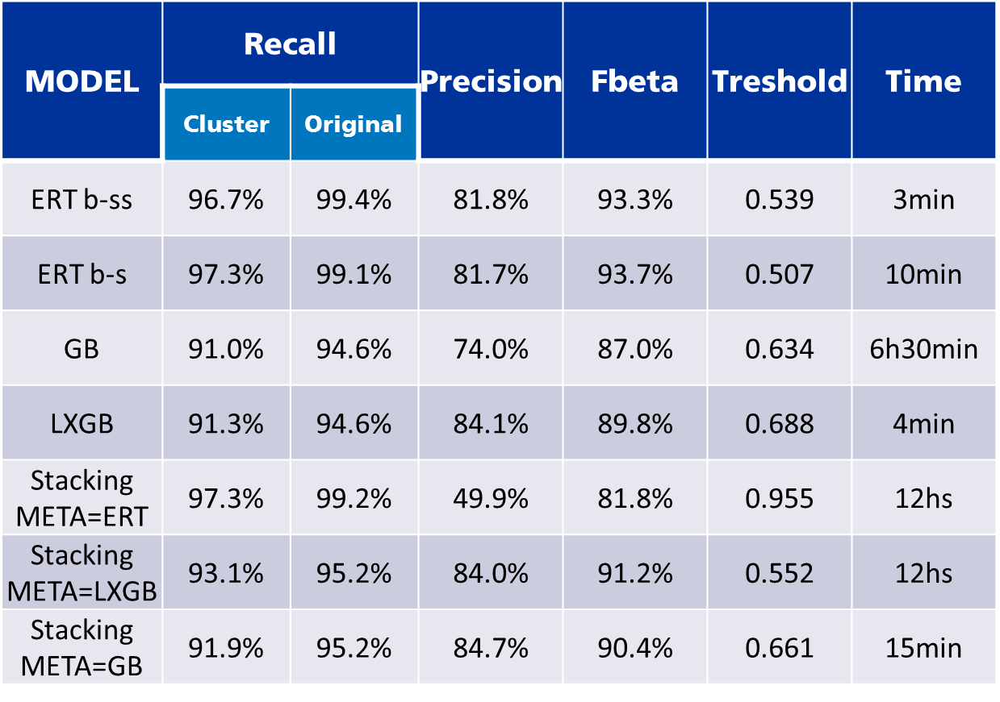 MODEL Recall Precision Fbeta Treshold Time
Cluster Original
ERT b-ss 96.7% 99.4% 81.8% 93.3% 0.539 3min
ERT b-s 97.3% 99.1% 81.7% 93.7% 0.507 10min
GB 91.0% 94.6% 74.0% 87.0% 0.634 6h30min
LXGB 91.3% 94.6% 84.1% 89.8% 0.688 4min
Stacking
META=ERT 97.3% 99.2% 49.9% 81.8% 0.955 12hs
Stacking
META=LXGB 93.1% 95.2% 84.0% 91.2% 0.552 12hs
Stacking
META=GB 91.9% 95.2% 84.7% 90.4% 0.661 15min